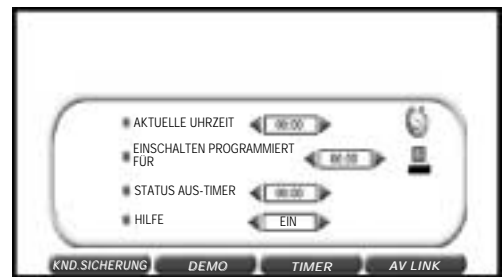 AKTUELLE UHRZEIT 00:00
EINSCHALTEN PROGRAMMIERT
FÜR 00:00
STATUS AUS-TIMER 00:00
HILFE EIN
KND.SICHERUNG DEMO TIMER AV LINK